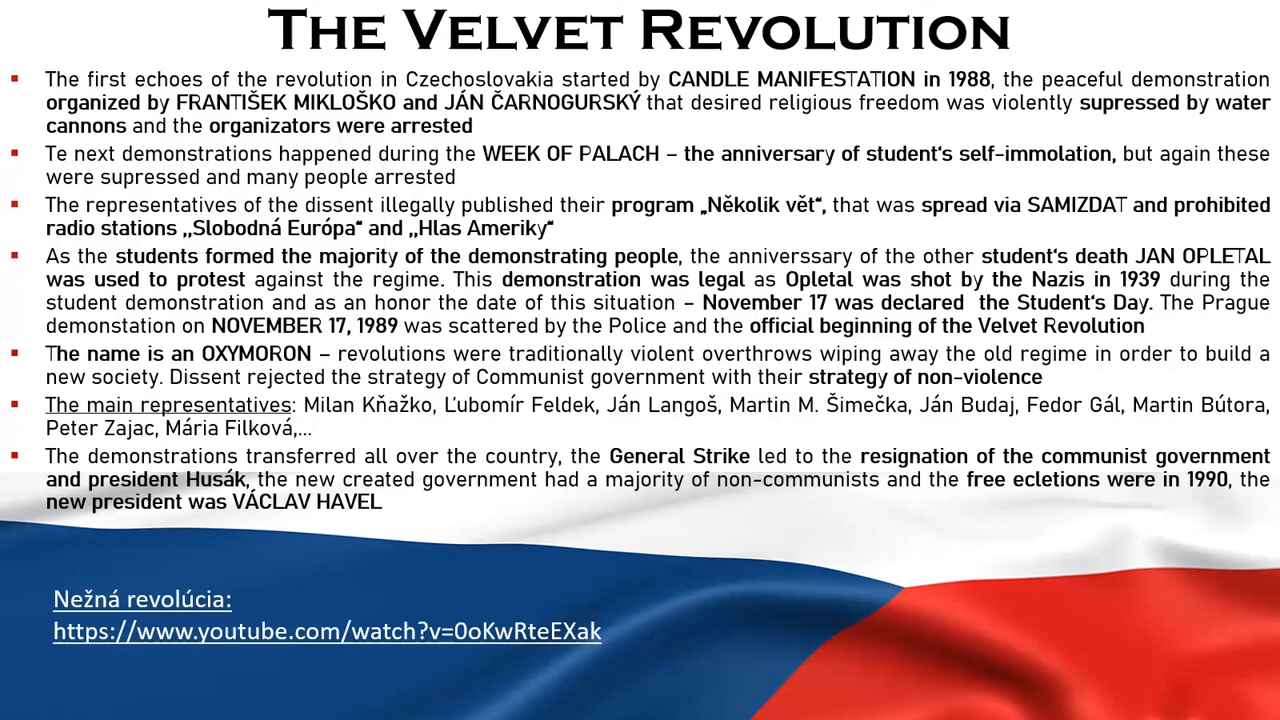 THE VELVET REVOLUTION
▪ The first echoes of the revolution in Czechoslovakia started by CANDLE MANIFESTATION in 1988, the peaceful demonstration
organized by FRANTIŠEK MIKLOŠKO and JÁN ČARNOGURSKÝ that desired religious freedom was violently supressed by water
cannons and the organizators were arrested
▪ Te next demonstrations happened during the WEEK OF PALACH – the anniversary of student‘s self-immolation, but again these
were supressed and many people arrested
▪ The representatives of the dissent illegally published their program „Několik vět“, that was spread via SAMIZDAT and prohibited
radio stations ,,Slobodná Európa“ and ,,Hlas Ameriky“
▪ As the students formed the majority of the demonstrating people, the anniverssary of the other student‘s death JAN OPLETAL
was used to protest against the regime. This demonstration was legal as Opletal was shot by the Nazis in 1939 during the
student demonstration and as an honor the date of this situation – November 17 was declared the Student‘s Day. The Prague
demonstation on NOVEMBER 17, 1989 was scattered by the Police and the official beginning of the Velvet Revolution
▪ The name is an OXYMORON – revolutions were traditionally violent overthrows wiping away the old regime in order to build a
new society. Dissent rejected the strategy of Communist government with their strategy of non-violence
▪ The main representatives: Milan Kňažko, Ľubomír Feldek, Ján Langoš, Martin M. Šimečka, Ján Budaj, Fedor Gál, Martin Bútora,
Peter Zajac, Mária Filková,...
▪ The demonstrations transferred all over the country, the General Strike led to the resignation of the communist government
and president Husák, the new created government had a majority of non-communists and the free ecletions were in 1990, the
new president was VÁCLAV HAVEL
Nežná revolúcia:
https://www.youtube.com/watch?v=0oKwRteEXak